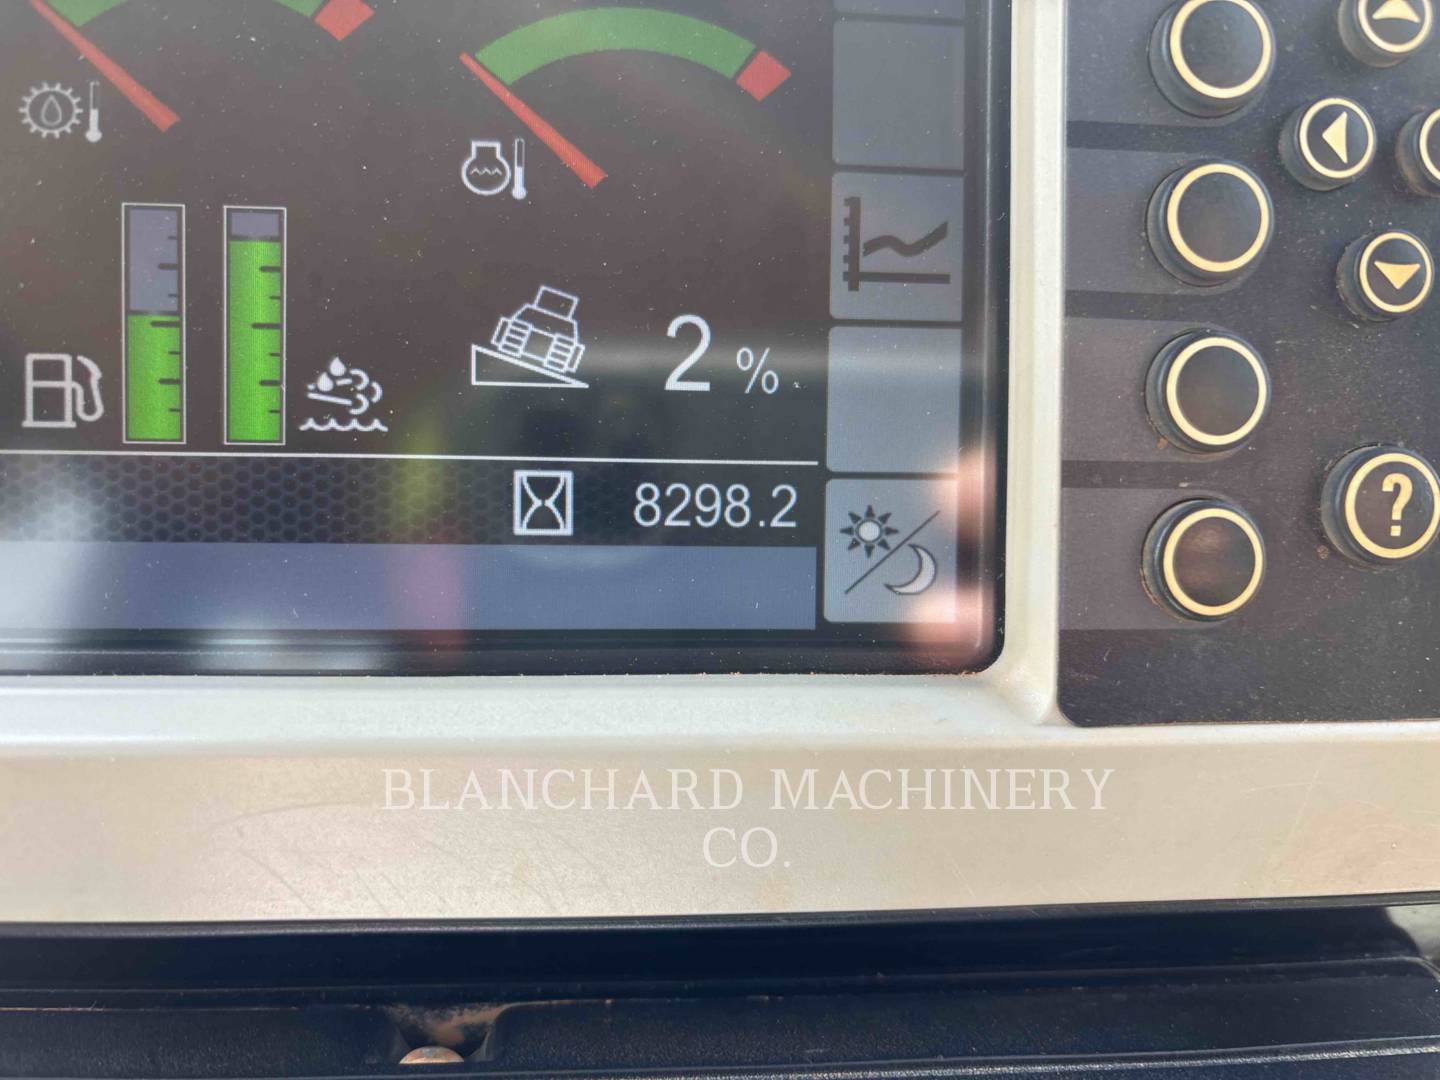 2 %
8298.2
?
BLANCHARD MACHINERY
CO.